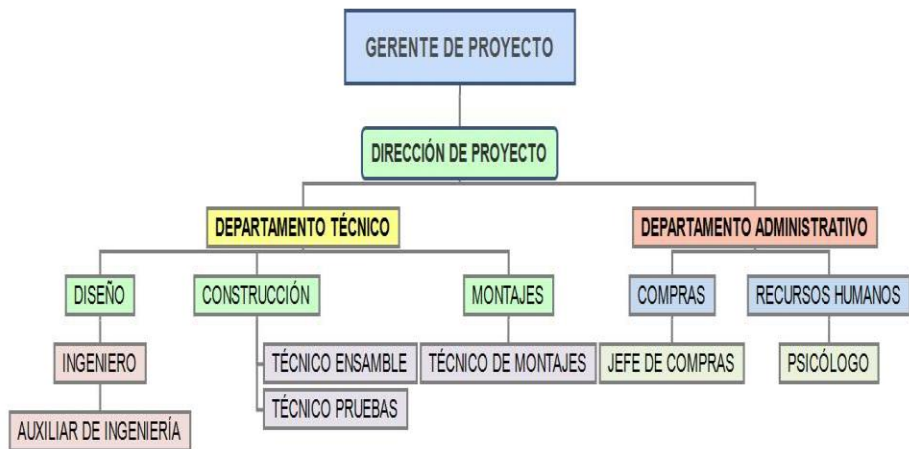 GERENTE DE PROYECTO
DIRECCIÓN DE PROYECTO
DEPARTAMENTO TÉCNICO
DEPARTAMENTO ADMINISTRATIVO
DISEÑO
CONSTRUCCIÓN
MONTAJES
COMPRAS
RECURSOS HUMANOS
INGENIERO
TÉCNICO ENSAMBLE
TÉCNICO DE MONTAJES
JEFE DE COMPRAS
PSICÓLOGO
TÉCNICO PRUEBAS
AUXILIAR DE INGENIERÍA